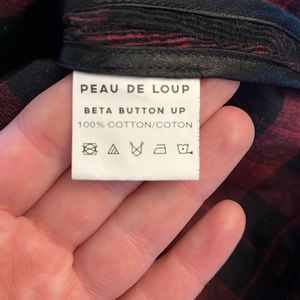 PEAU DE LOUP
BETA BUTTON UP
100% COTTON/COTON